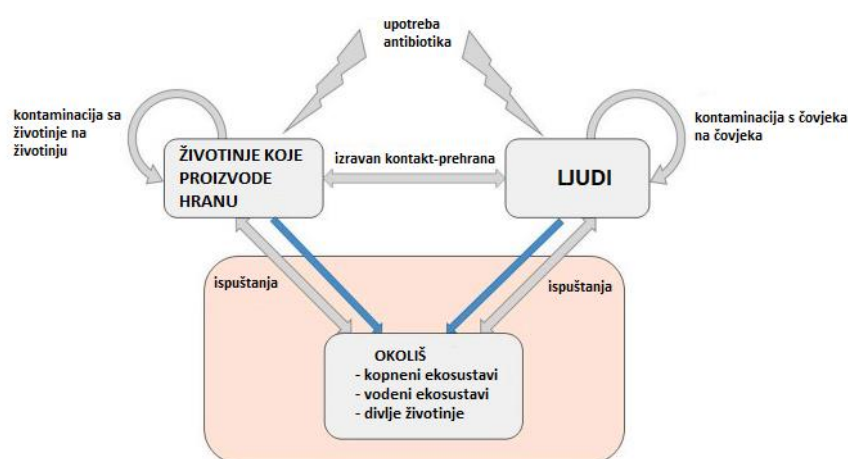 upotreba
antibiotika
kontaminacija sa
životinje na
životinju
kontaminacija s čovjeka
na čovjeka
ŽIVOTINJE KOJE
PROIZVODE
HRANU
izravan kontakt-prehrana
LJUDI
ispuštanja
ispuštanja
OKOLIŠ
- kopneni ekosustavi
- vodeni ekosustavi
- divlje životinje